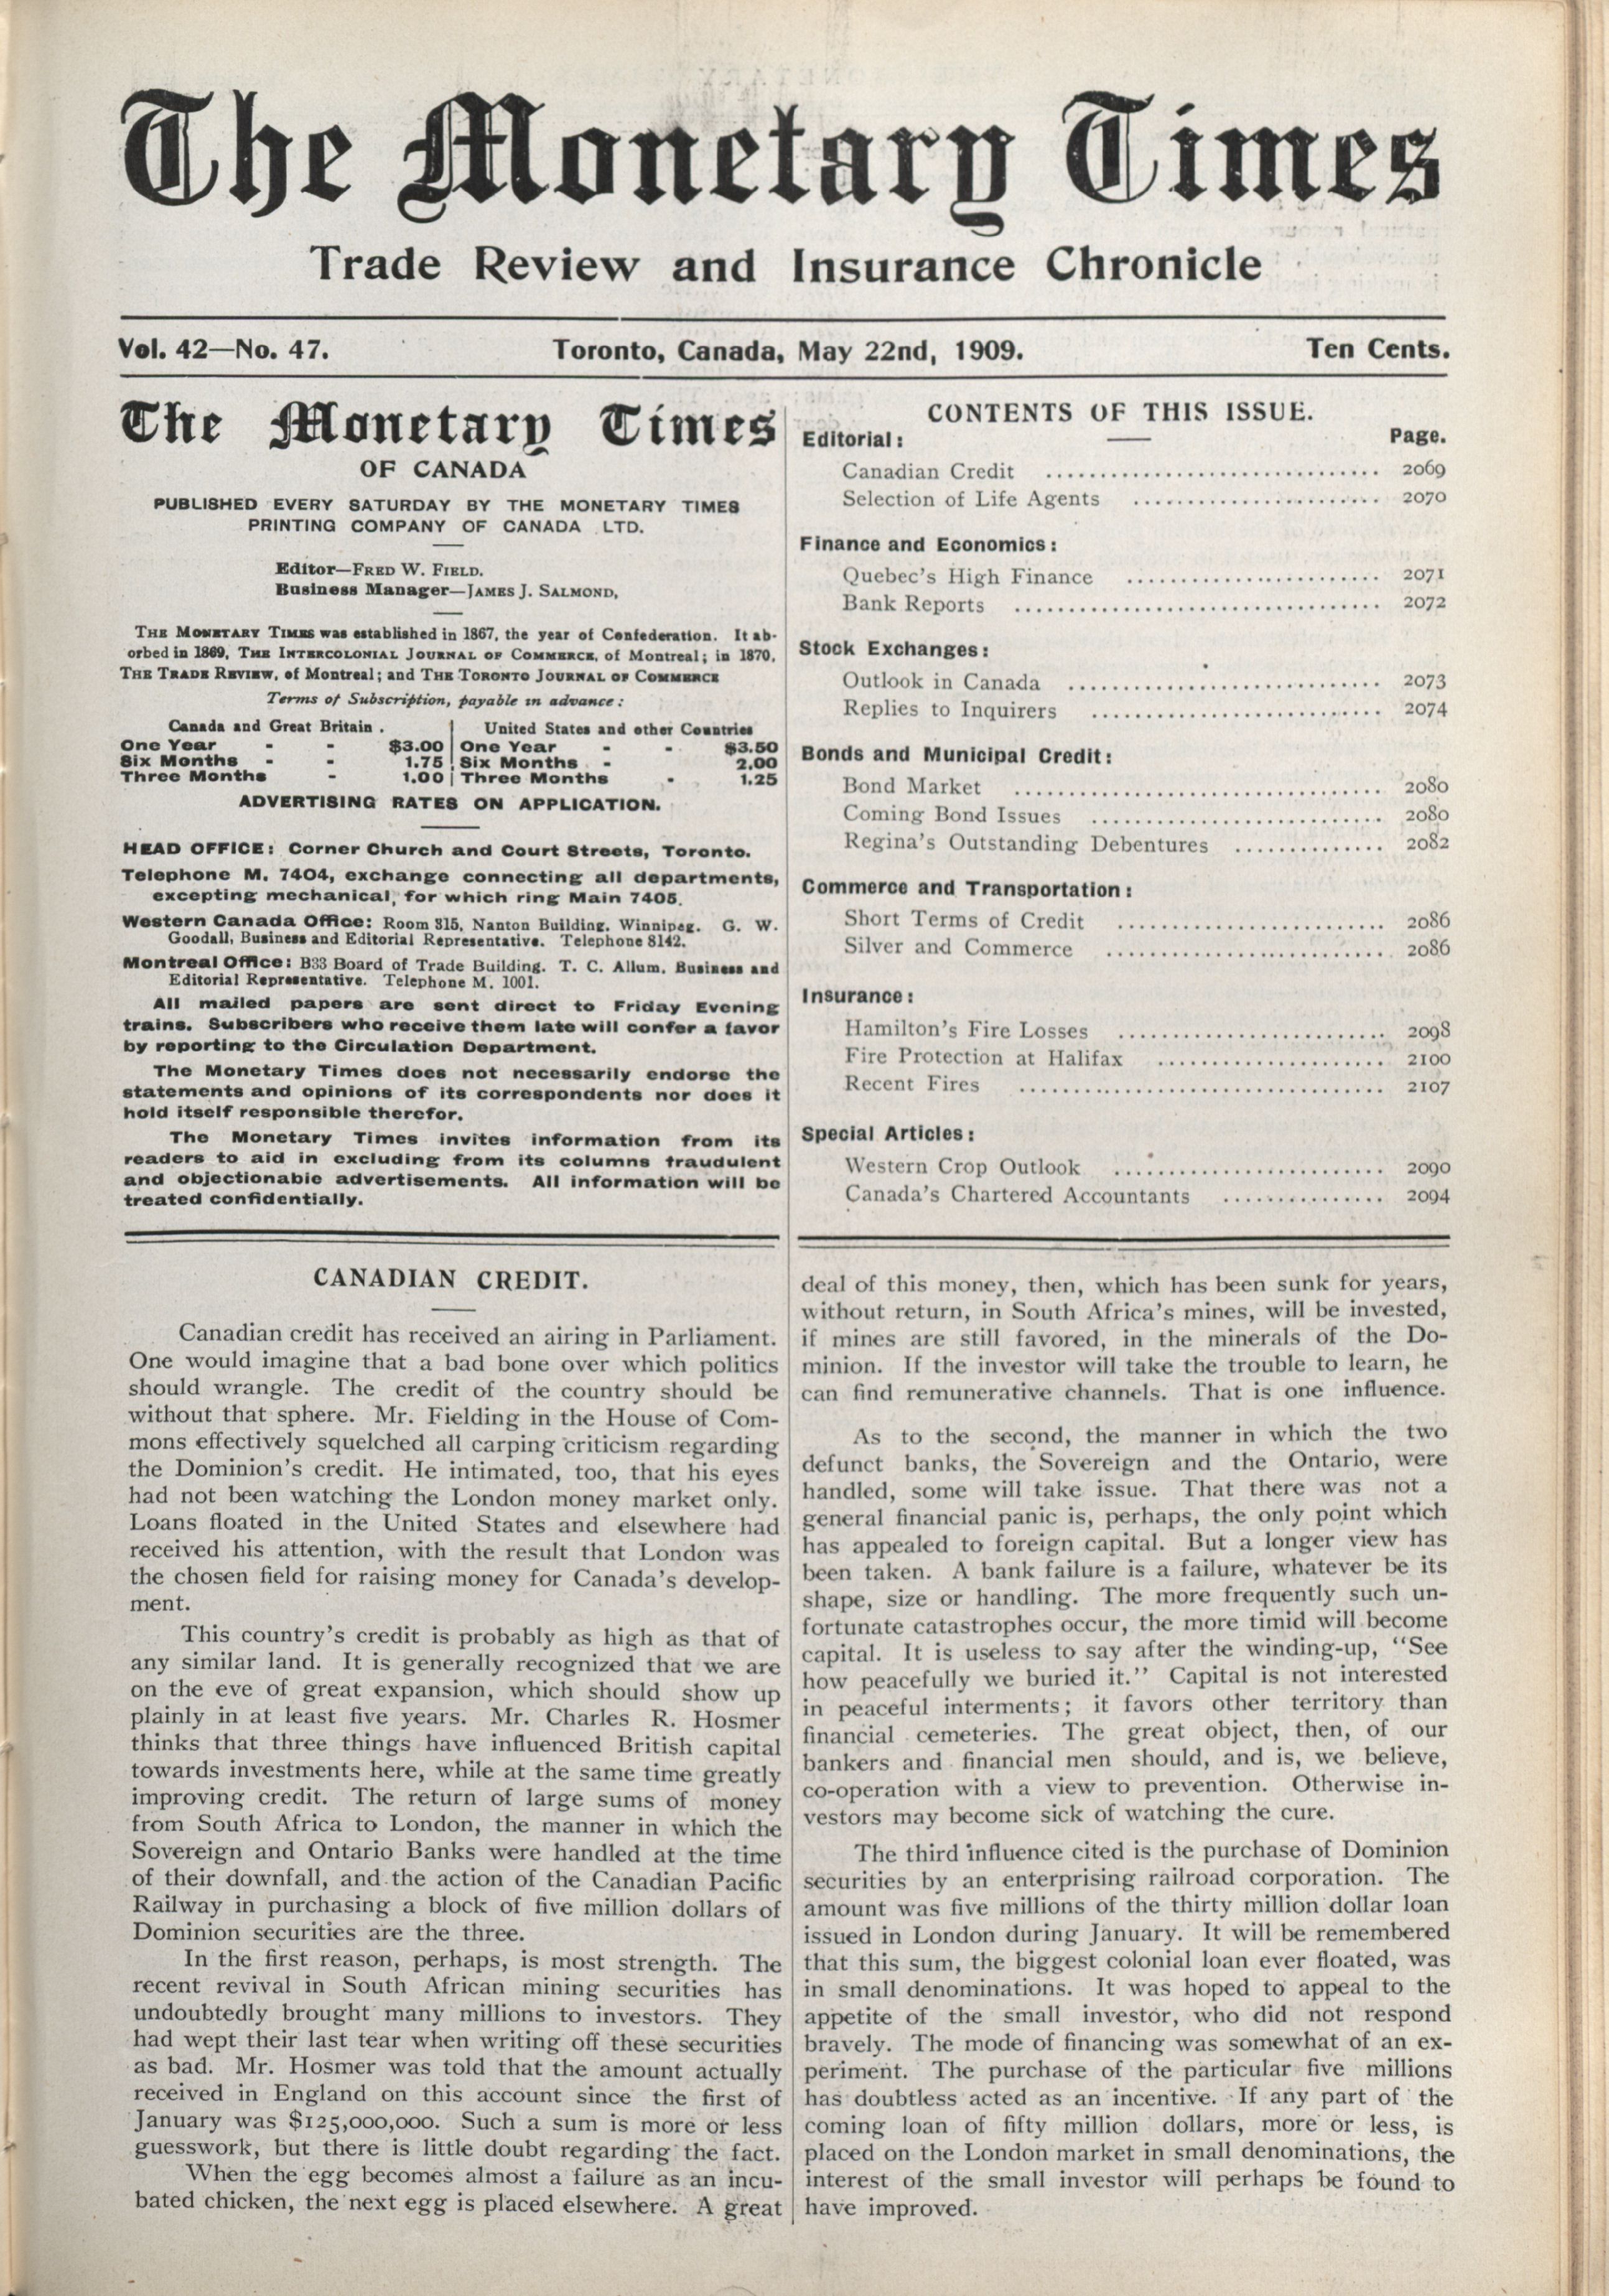 The Monetary Times
Trade Review and Insurance Chronicle
Vol. 42—No. 47. Toronto, Canada, May 22nd, 1909. Ten Cents.
The Monetary Times
OF CANADA
PUBLISHED EVERY SATURDAY BY THE MONETARY TIMES
PRINTING COMPANY OF CANADA LTD.
Editor—FRED W. FIELD.
Business Manager—JAMES J. SALMOND,
THE MONETARY TIMES was established in 1867, the year of Confederation. It ab-
orbed in 1869, THE INTERCOLONIAL JOURNAL OF COMMERCE, of Montreal; in 1870,
THE TRADE REVIEW, of Montreal; and THE TORONTO JOURNAL OF COMMERCE
Terms of Subscription, payable in advance:
Canada and Great Britain. United States and other Countries
One Year - - $3.00 One Year - - $3.50
Six Months - - 1.75 Six Months - 2.00
Three Months - 1.00 Three Months - 1.25
ADVERTISING RATES ON APPLICATION.
HEAD OFFICE: Corner Church and Court Streets, Toronto.
Telephone M. 7404, exchange connecting all departments,
excepting mechanical, for which ring Main 7405.
Western Canada Office: Room 315, Nanton Building, Winnipeg. G. W.
Goodall, Business and Editorial Representative. Telephone 8142.
Montreal Office: B33 Board of Trade Building. T. C. Allum, Business and
Editorial Representative. Telephone M. 1001.
All mailed papers are sent direct to Friday Evening
trains. Subscribers who receive them late will confer a favor
by reporting to the Circulation Department.
The Monetary Times does not necessarily endorse the
statements and opinions of its correspondents nor does it
hold itself responsible therefor.
The Monetary Times invites information from its
readers to aid in excluding from its columns fraudulent
and objectionable advertisements. All information will be
treated confidentially.
CONTENTS OF THIS ISSUE.
Editorial: Page.
Canadian Credit .............................. 2069
Selection of Life Agents ...................... 2070
Finance and Economics:
Quebec's High Finance ....................... 2071
Bank Reports ................................. 2072
Stock Exchanges:
Outlook in Canada ............................ 2073
Replies to Inquirers .......................... 2074
Bonds and Municipal Credit:
Bond Market ................................. 2080
Coming Bond Issues .......................... 2080
Regina's Outstanding Debentures .............. 2082
Commerce and Transportation:
Short Terms of Credit ........................ 2086
Silver and Commerce ......................... 2086
Insurance:
Hamilton's Fire Losses ........................ 2098
Fire Protection at Halifax ..................... 2100
Recent Fires ................................. 2107
Special Articles:
Western Crop Outlook ........................ 2090
Canada's Chartered Accountants ............... 2094
CANADIAN CREDIT.
Canadian credit has received an airing in Parliament.
One would imagine that a bad bone over which politics
should wrangle. The credit of the country should be
without that sphere. Mr. Fielding in the House of Com-
mons effectively squelched all carping criticism regarding
the Dominion's credit. He intimated, too, that his eyes
had not been watching the London money market only.
Loans floated in the United States and elsewhere had
received his attention, with the result that London was
the chosen field for raising money for Canada's develop-
ment.
This country's credit is probably as high as that of
any similar land. It is generally recognized that we are
on the eve of great expansion, which should show up
plainly in at least five years. Mr. Charles R. Hosmer
thinks that three things have influenced British capital
towards investments here, while at the same time greatly
improving credit. The return of large sums of money
from South Africa to London, the manner in which the
Sovereign and Ontario Banks were handled at the time
of their downfall, and the action of the Canadian Pacific
Railway in purchasing a block of five million dollars of
Dominion securities are the three.
In the first reason, perhaps, is most strength. The
recent revival in South African mining securities has
undoubtedly brought many millions to investors. They
had wept their last tear when writing off these securities
as bad. Mr. Hosmer was told that the amount actually
received in England on this account since the first of
January was $125,000,000. Such a sum is more or less
guesswork, but there is little doubt regarding the fact.
When the egg becomes almost a failure as an incu-
bated chicken, the next egg is placed elsewhere. A great
deal of this money, then, which has been sunk for years,
without return, in South Africa's mines, will be invested,
if mines are still favored, in the minerals of the Do-
minion. If the investor will take the trouble to learn, he
can find remunerative channels. That is one influence.
As to the second, the manner in which the two
defunct banks, the Sovereign and the Ontario, were
handled, some will take issue. That there was not a
general financial panic is, perhaps, the only point which
has appealed to foreign capital. But a longer view has
been taken. A bank failure is a failure, whatever be its
shape, size or handling. The more frequently such un-
fortunate catastrophes occur, the more timid will become
capital. It is useless to say after the winding-up, "See
how peacefully we buried it." Capital is not interested
in peaceful interments; it favors other territory than
financial cemeteries. The great object, then, of our
bankers and financial men should, and is, we believe,
co-operation with a view to prevention. Otherwise in-
vestors may become sick of watching the cure.
The third influence cited is the purchase of Dominion
securities by an enterprising railroad corporation. The
amount was five millions of the thirty million dollar loan
issued in London during January. It will be remembered
that this sum, the biggest colonial loan ever floated, was
in small denominations. It was hoped to appeal to the
appetite of the small investor, who did not respond
bravely. The mode of financing was somewhat of an ex-
periment. The purchase of the particular five millions
has doubtless acted as an incentive. If any part of the
coming loan of fifty million dollars, more or less, is
placed on the London market in small denominations, the
interest of the small investor will perhaps be found to
have improved.